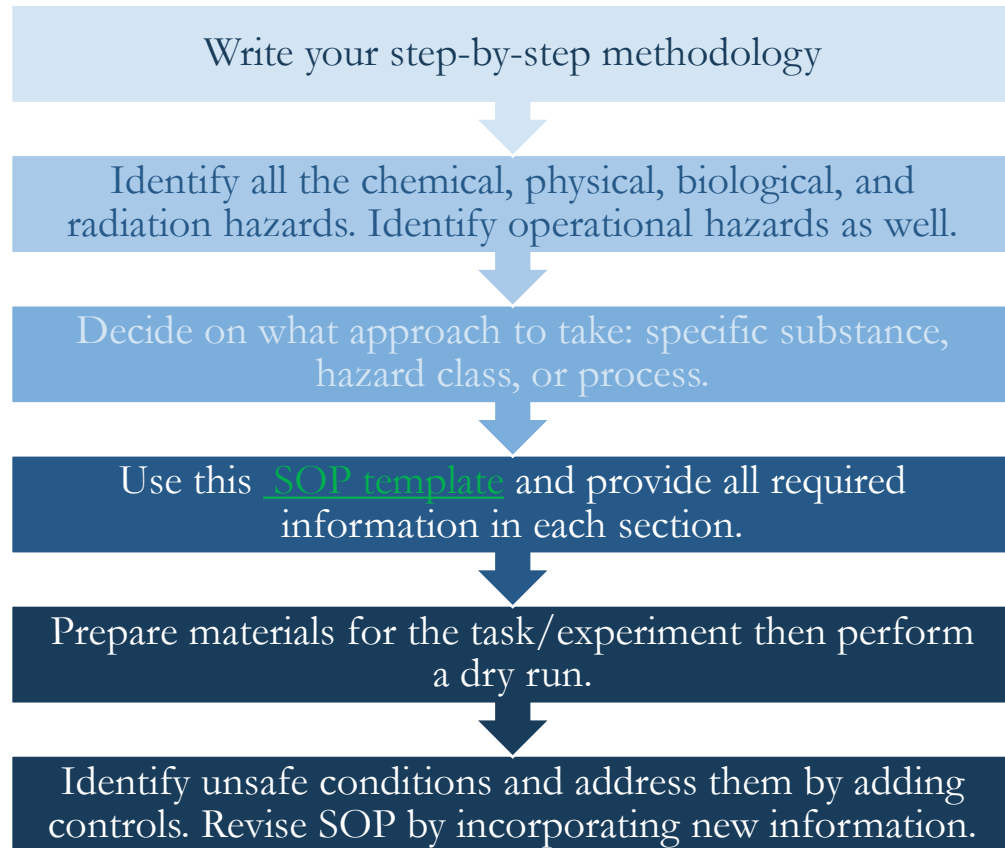 Write your step-by-step methodology
Identify all the chemical, physical, biological, and
radiation hazards. Identify operational hazards as well.
Decide on what approach to take: specific substance,
hazard class, or process.
Use this SOP template and provide all required
information in each section.
Prepare materials for the task/experiment then perform
a dry run.
Identify unsafe conditions and address them by adding
controls. Revise SOP by incorporating new information.